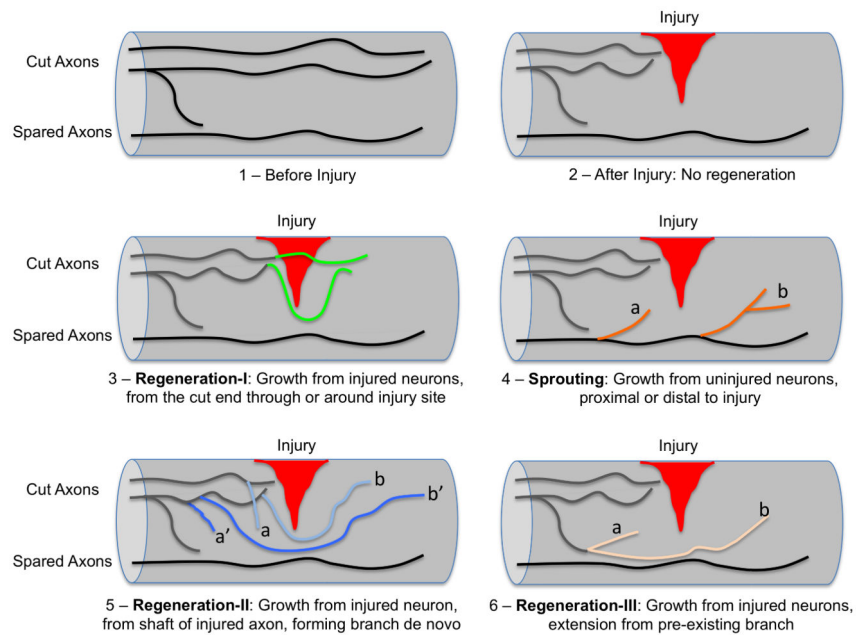 Injury
Cut Axons
Spared Axons
1 – Before Injury
2 – After Injury: No regeneration
Injury
Injury
Cut Axons
a
b
Spared Axons
3 – Regeneration-I: Growth from injured neurons,
from the cut end through or around injury site
4 – Sprouting: Growth from uninjured neurons,
proximal or distal to injury
Injury
Injury
Cut Axons
b
b’
a
a’
a
b
Spared Axons
5 – Regeneration-II: Growth from injured neuron,
from shaft of injured axon, forming branch de novo
6 – Regeneration-III: Growth from injured neurons,
extension from pre-existing branch